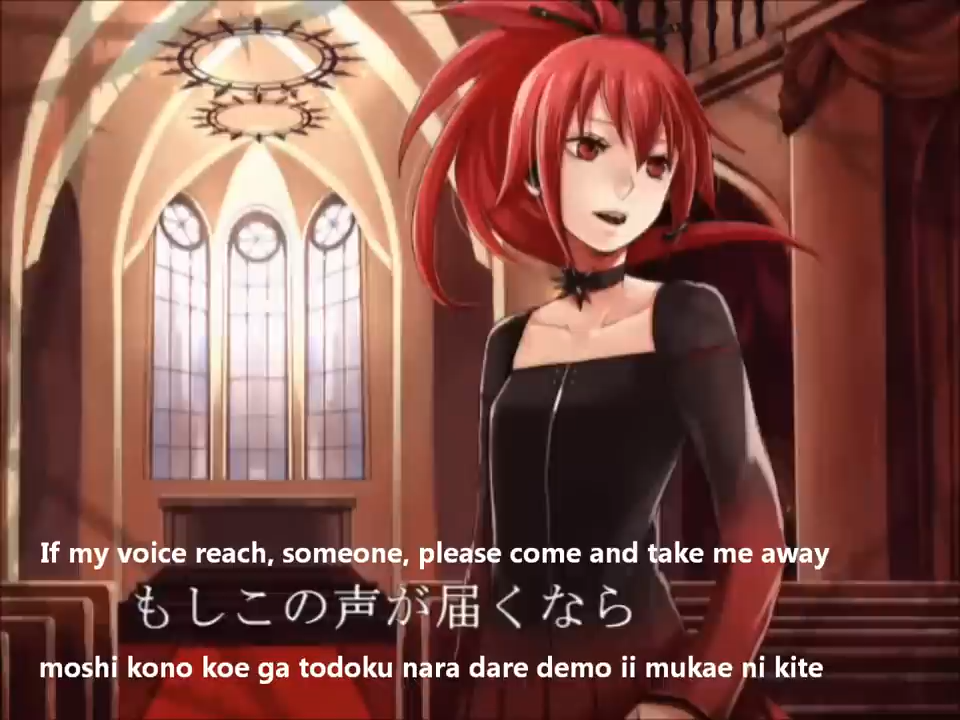 If my voice reach, someone, please come and take me away
もしこの声が届くなら
moshi kono koe ga todoku nara dare demo ii mukae ni kite